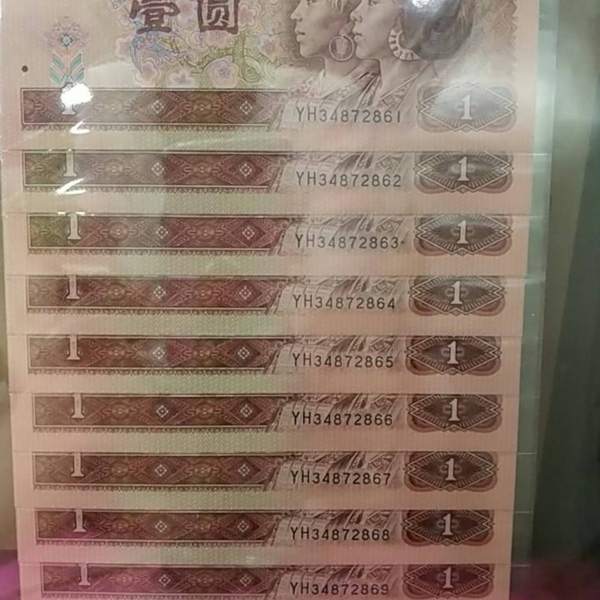 壹圆
1 YH34872861 1
1 YH34872862 1
1 YH34872863 1
1 YH34872864 1
1 YH34872865 1
1 YH34872866 1
1 YH34872867 1
1 YH34872868 1
1 YH34872869 1